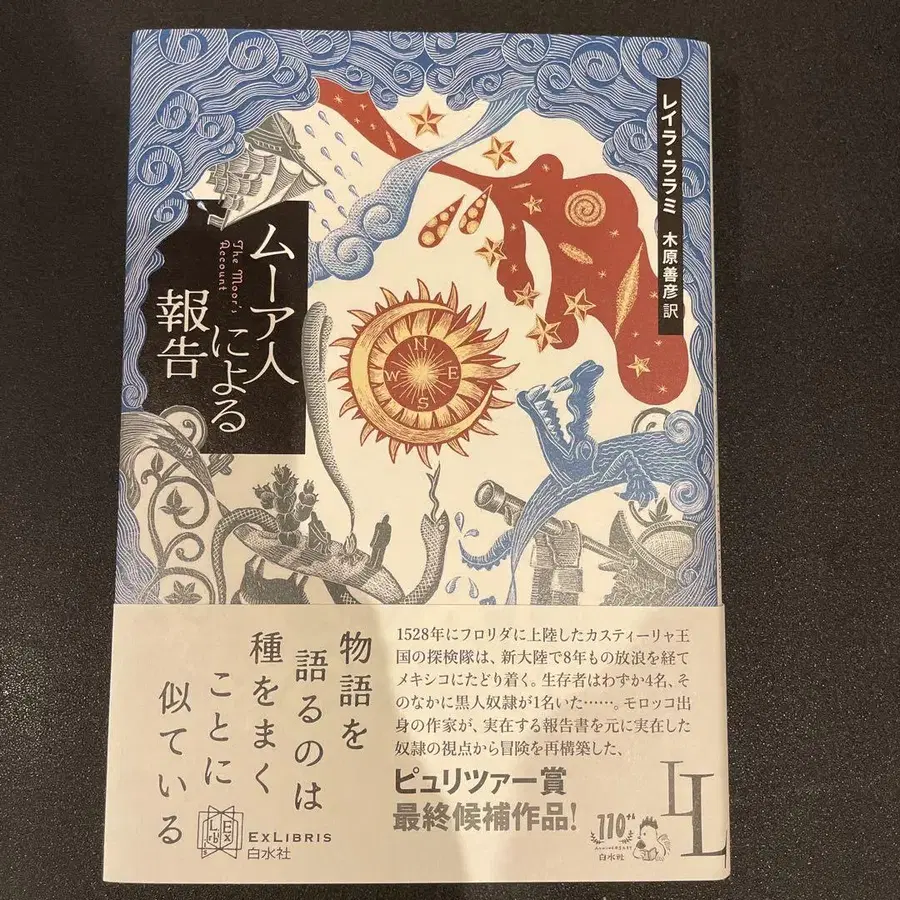 レイラ・ララミ 木原善彦 訳
ムーア人
による
報告
The Moor's
Account
N
W E
S
物語を
語るのは
種をまく
ことに
似ている
1528年にフロリダに上陸したカスティーリャ王
国の探検隊は、新大陸で8年もの放浪を経て
メキシコにたどり着く。生存者はわずか4名、そ
のなかに黒人奴隷が1名いた……。モロッコ出
身の作家が、実在する報告書を元に実在した
奴隷の視点から冒険を再構築した、
ピュリツァー賞
最終候補作品!
EXLIBRIS
白水社
110th
ANNIVERSARY
白水社
LL